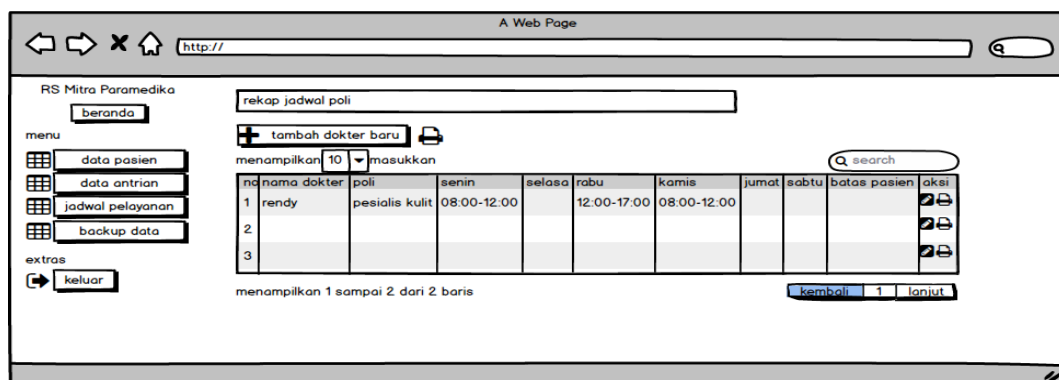 A Web Page
http://
RS Mitra Paramedika
beranda
menu
data pasien
data antrian
jadwal pelayanan
backup data
extras
keluar
rekap jadwal poli
tambah dokter baru
menampilkan 10 masukkan
search
no nama dokter poli senin selasa rabu kamis jumat sabtu batas pasien aksi
1 rendy pesialis kulit 08:00-12:00 12:00-17:00 08:00-12:00
2
3
menampilkan 1 sampai 2 dari 2 baris
kembali 1 lanjut